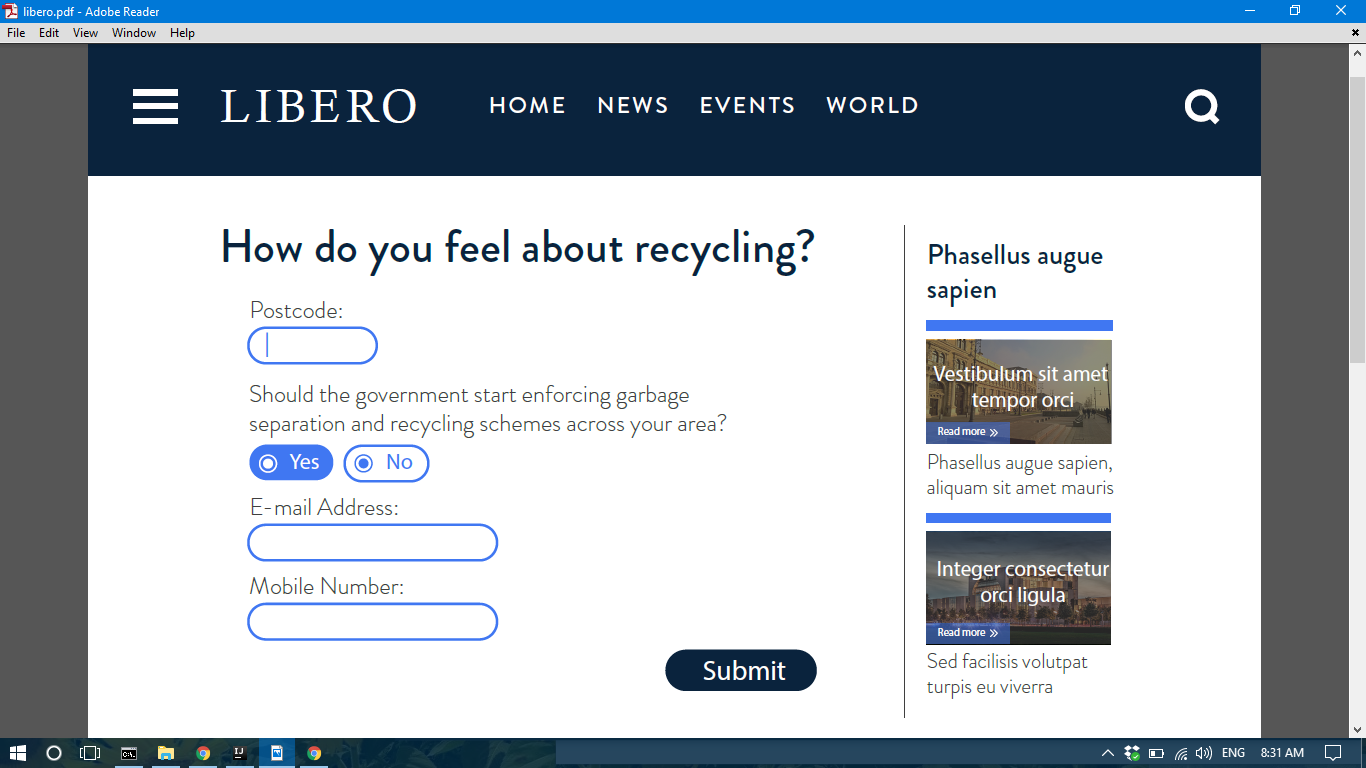 libero.pdf - Adobe Reader
File Edit View Window Help
LIBERO HOME NEWS EVENTS WORLD
How do you feel about recycling?
Postcode:
Should the government start enforcing garbage
separation and recycling schemes across your area?
Yes No
E-mail Address:
Mobile Number:
Submit
Phasellus augue
sapien
Vestibulum sit amet
tempor orci
Read more »
Phasellus augue sapien,
aliquam sit amet mauris
Integer consectetur
orci ligula
Read more »
Sed facilisis volutpat
turpis eu viverra
C:\.
IJ
ENG 8:31 AM